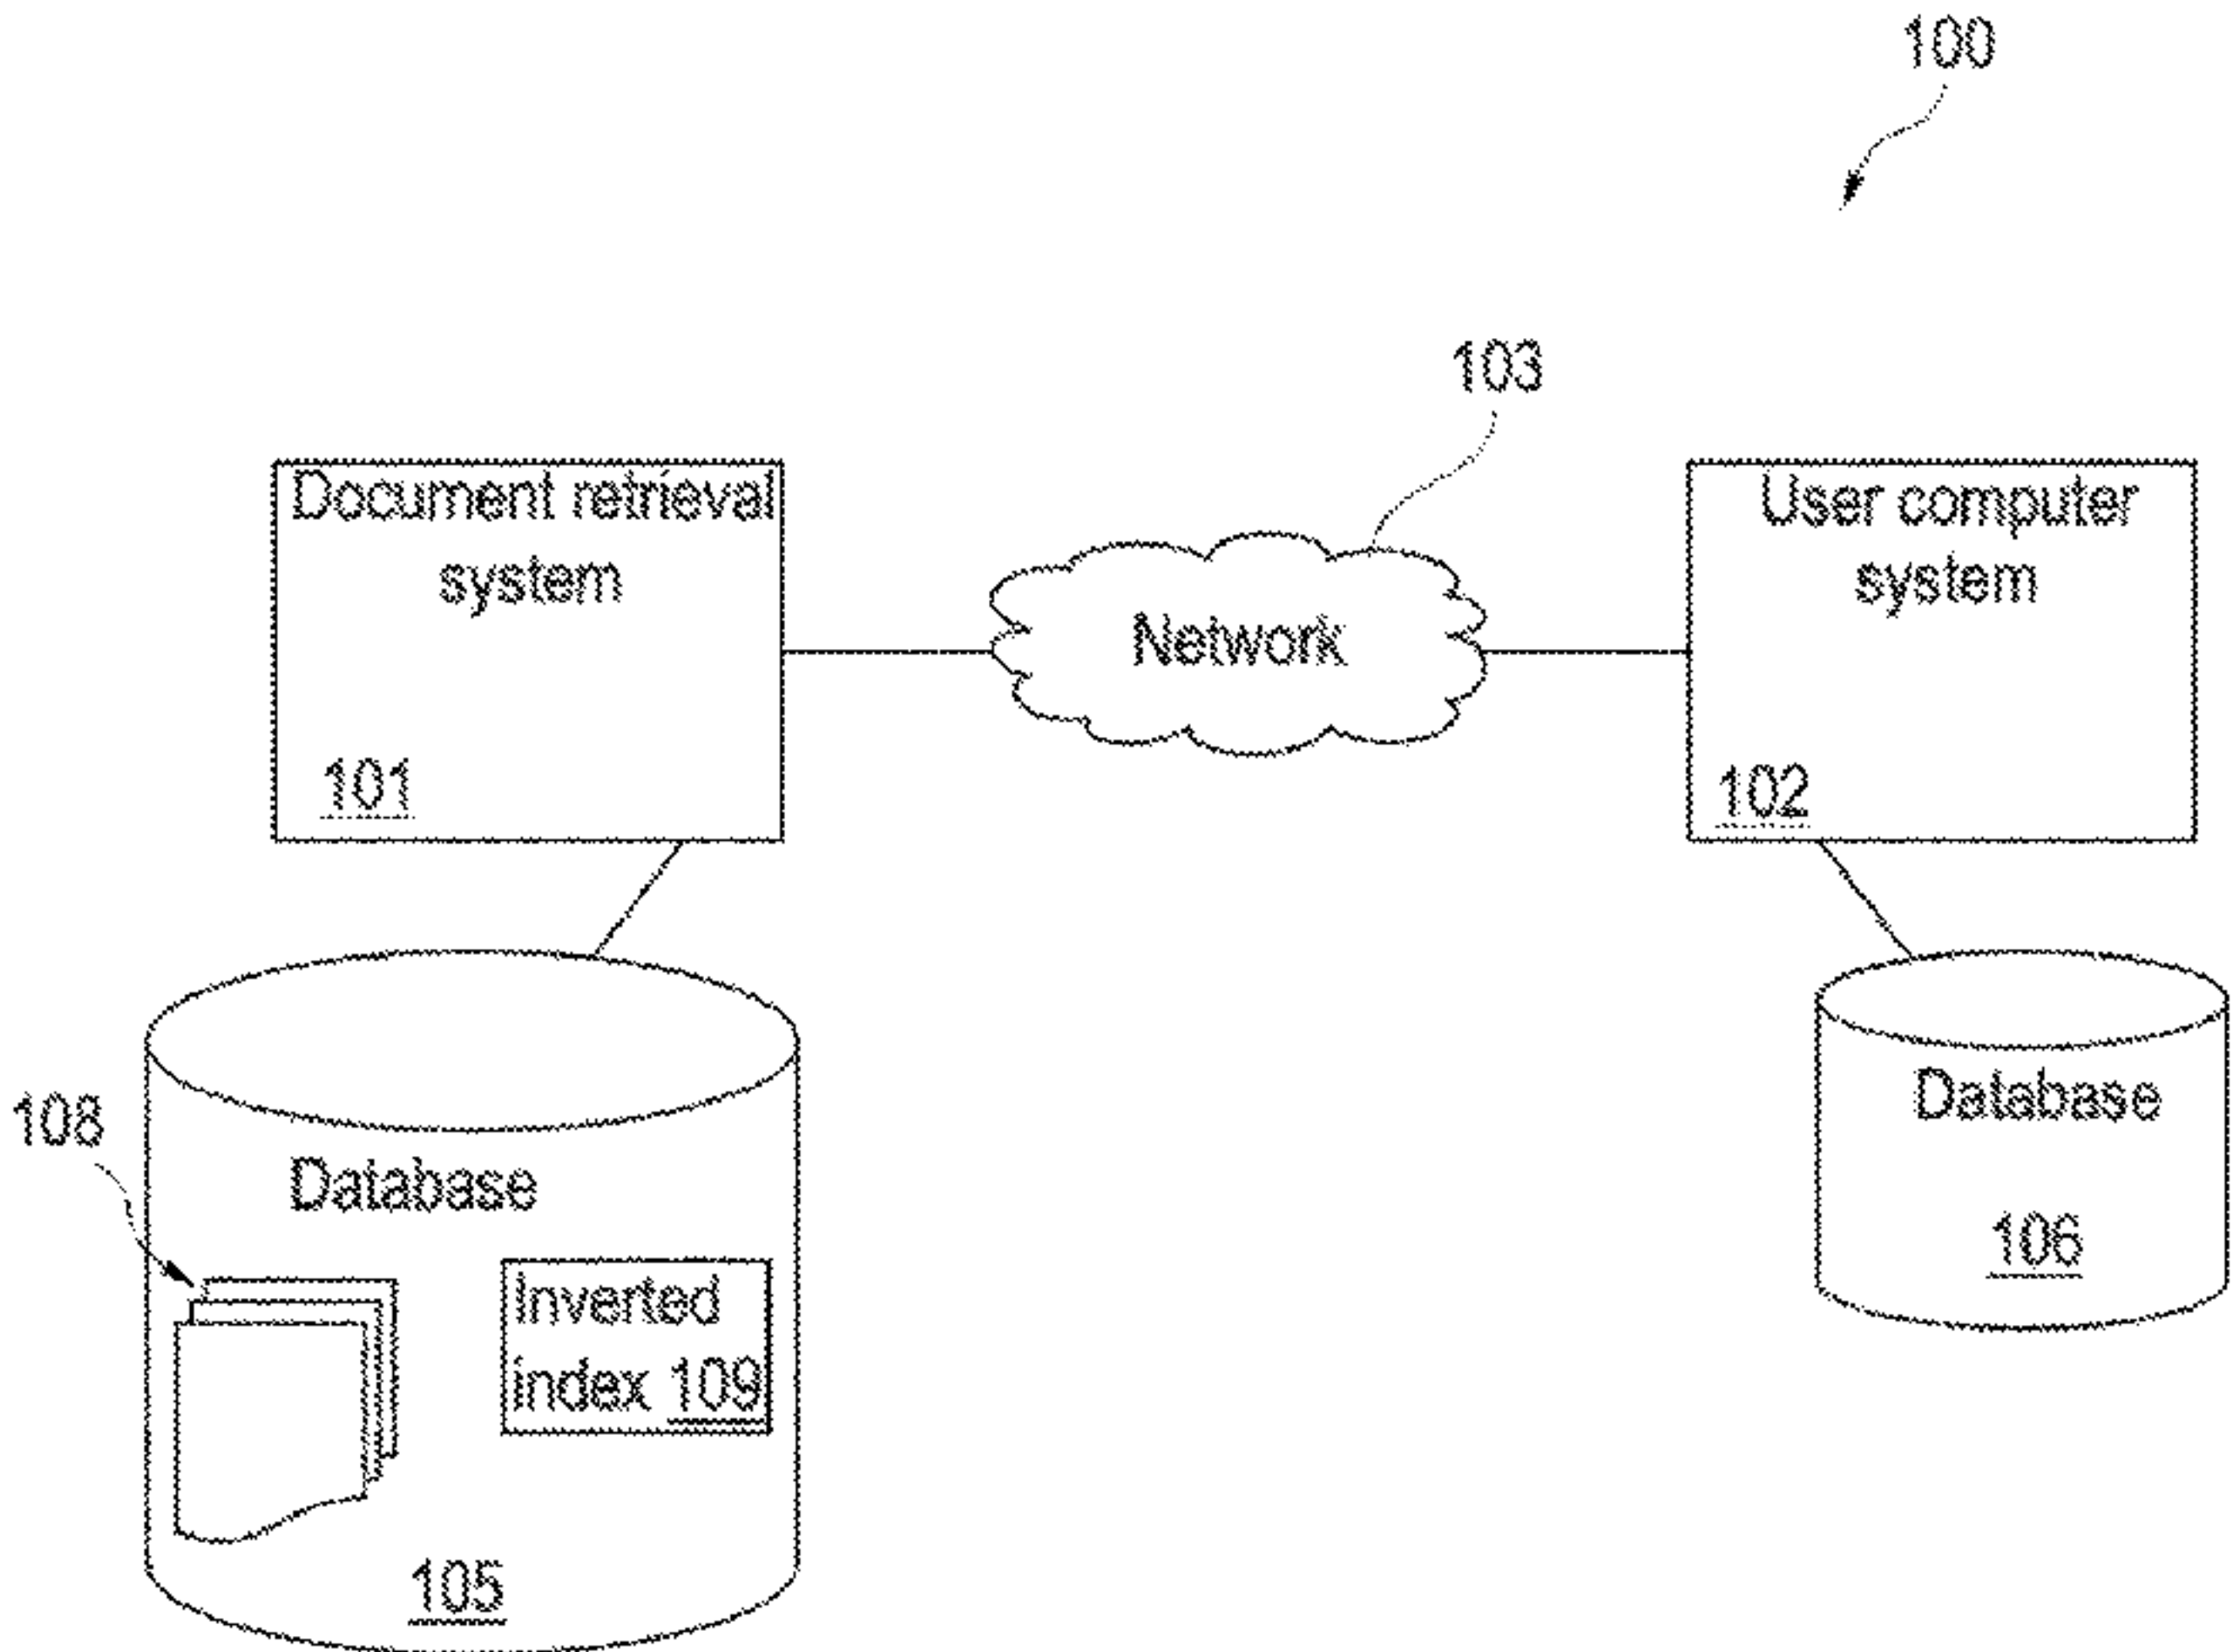 100
103
Document retrieval
system
101
Network
User computer
system
102
108
Database
Inverted
index 109
105
Database
106